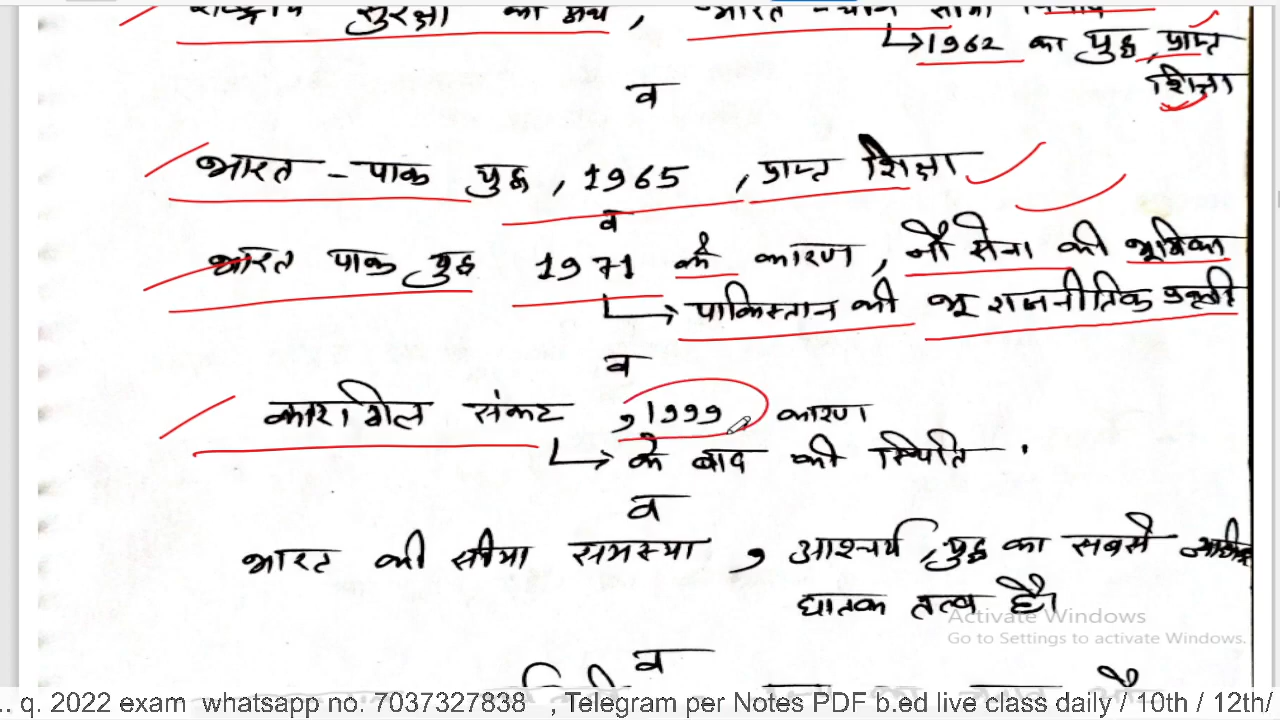 राष्ट्रीय सुरक्षा का अर्थ , भारत - चीन सीमा विवाद
↳1962 का युद्ध, प्राप्त
शिक्षा
व
भारत - पाक युद्ध , 1965 , प्राप्त शिक्षा
व
भारत पाक युद्ध 1971 के कारण , नौ सेना की भूमिका
↳ पाकिस्तान की भू राजनीतिक
व
कारगिल संकट , 1999 कारण
↳ के बाद की स्थिति .
व
भारत की सीमा समस्या , आश्चर्य , युद्ध का सबसे अधिक
घातक तत्व है।
Activate Windows
Go to Settings to activate Windows.
व
.. q. 2022 exam whatsapp no. 7037327838 , Telegram per Notes PDF b.ed live class daily / 10th / 12th/